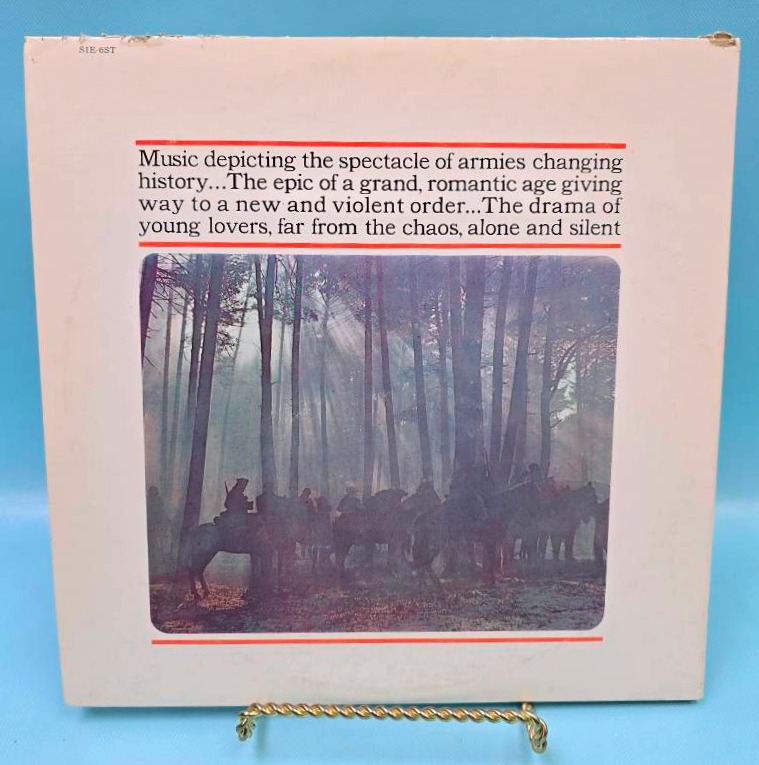 S1E-6ST
Music depicting the spectacle of armies changing
history...The epic of a grand, romantic age giving
way to a new and violent order...The drama of
young lovers, far from the chaos, alone and silent